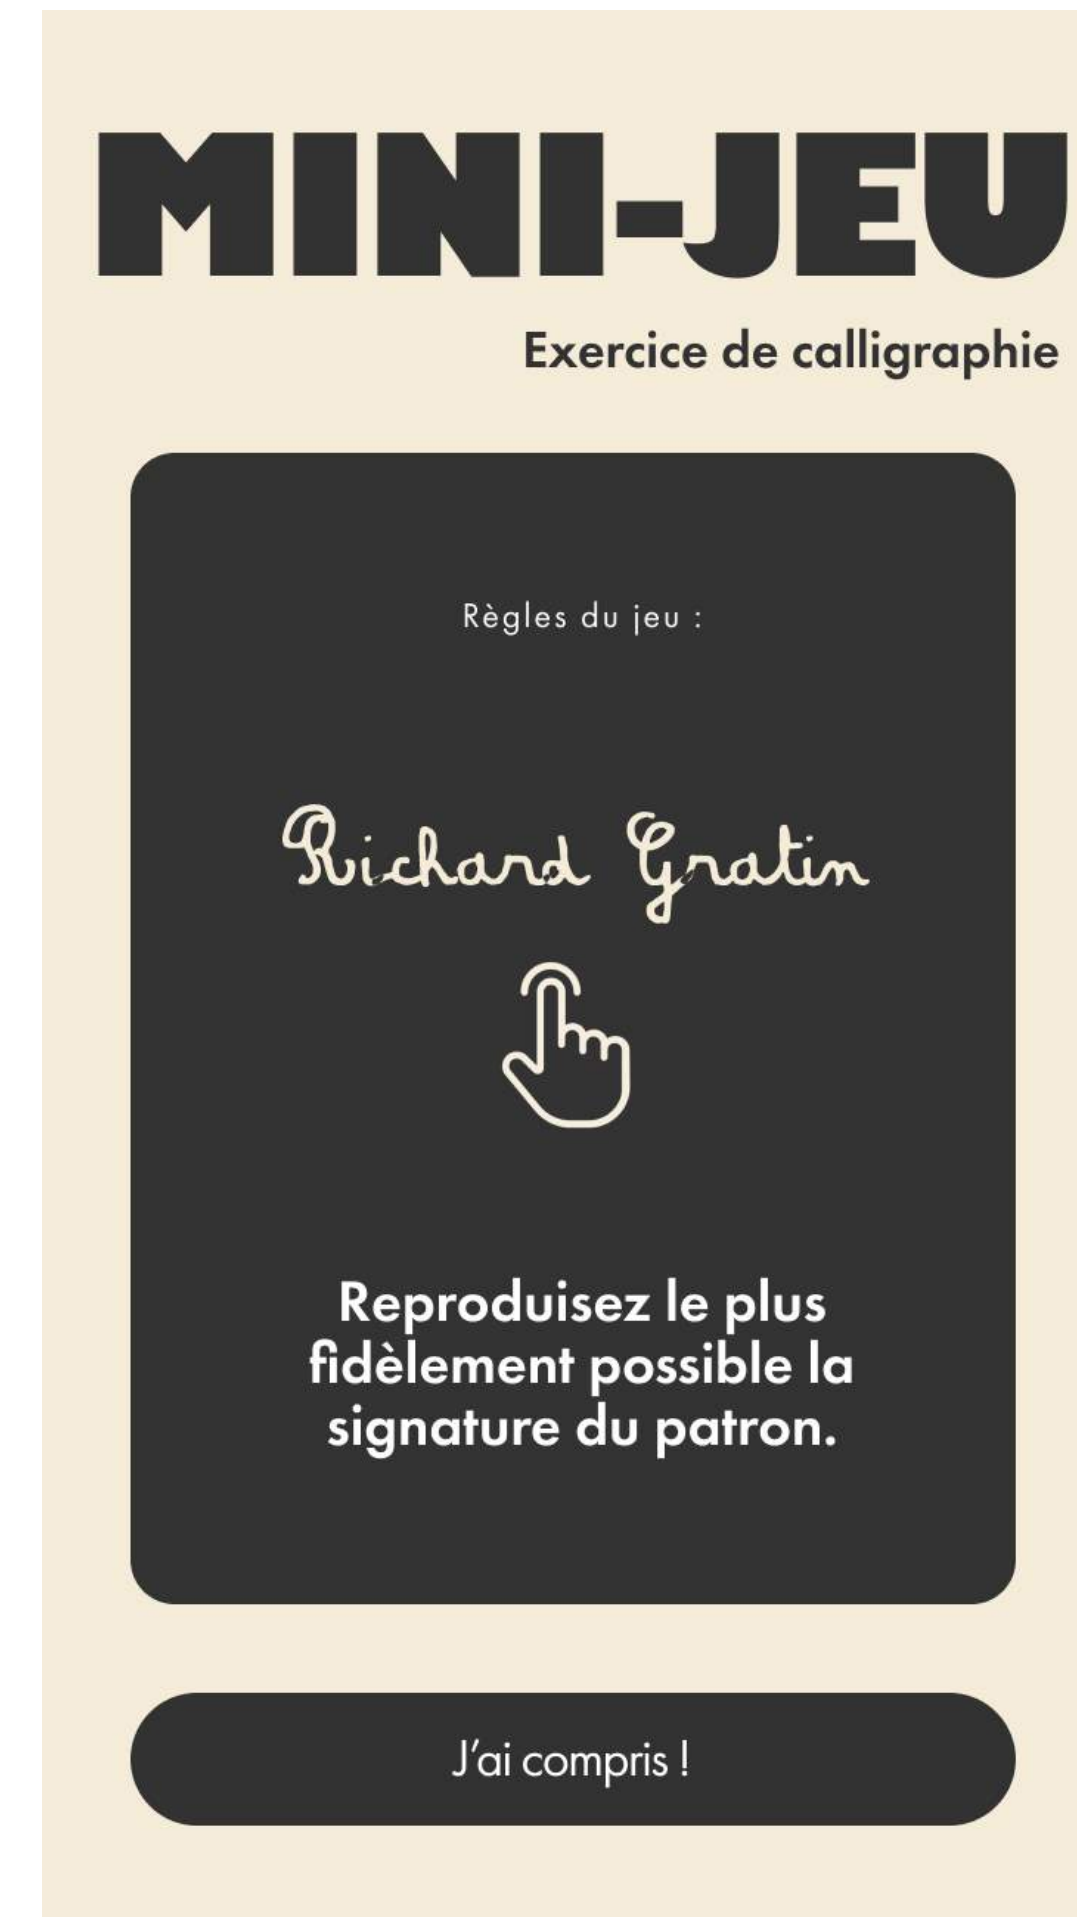 MINI-JEU
Exercice de calligraphie
Règles du jeu :
Richard Gratin
Reproduisez le plus
fidèlement possible la
signature du patron.
J'ai compris !